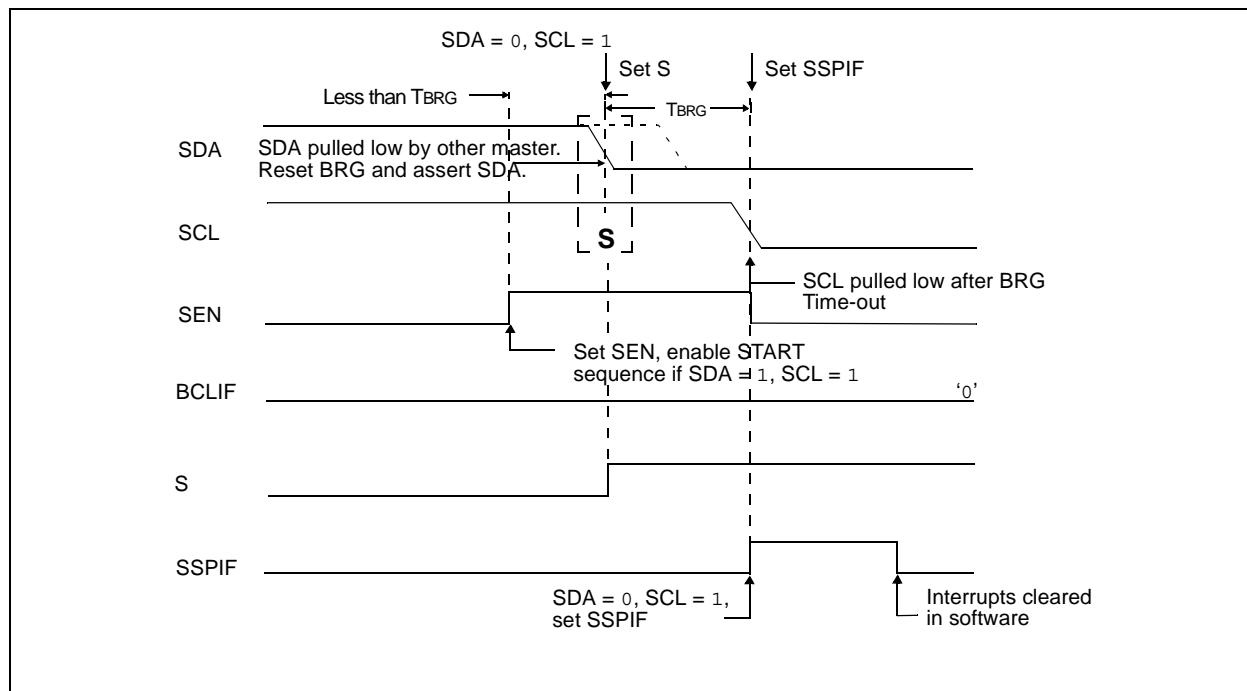 SDA = 0, SCL = 1
Set S
Set SSPIF
Less than TBRG
TBRG
SDA
SDA pulled low by other master.
Reset BRG and assert SDA.
SCL
S
SCL pulled low after BRG
Time-out
SEN
Set SEN, enable START
sequence if SDA = 1, SCL = 1
BCLIF
‘0’
S
SSPIF
SDA = 0, SCL = 1,
set SSPIF
Interrupts cleared
in software